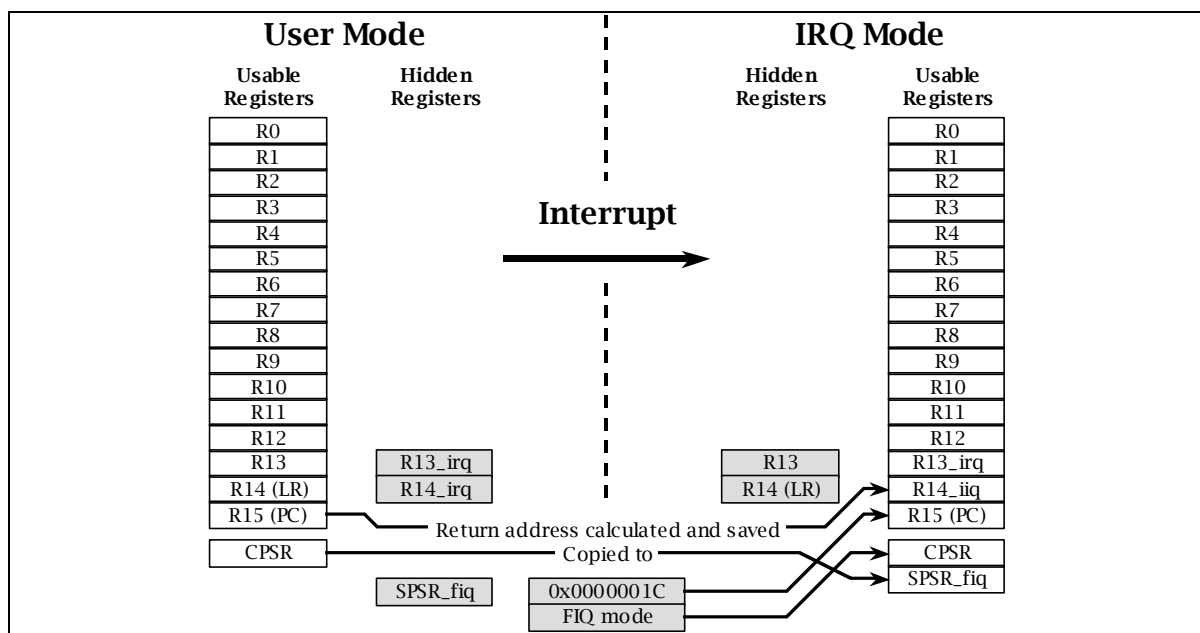 User Mode
IRQ Mode
Usable Registers
Hidden Registers
Hidden Registers
Usable Registers
R0
R1
R2
R3
R4
R5
R6
R7
R8
R9
R10
R11
R12
R13
R14 (LR)
R15 (PC)
CPSR
R13_irq
R14_irq
SPSR_fiq
Interrupt
Return address calculated and saved
Copied to
0x0000001C
FIQ mode
R13
R14 (LR)
R0
R1
R2
R3
R4
R5
R6
R7
R8
R9
R10
R11
R12
R13_irq
R14_iiq
R15 (PC)
CPSR
SPSR_fiq